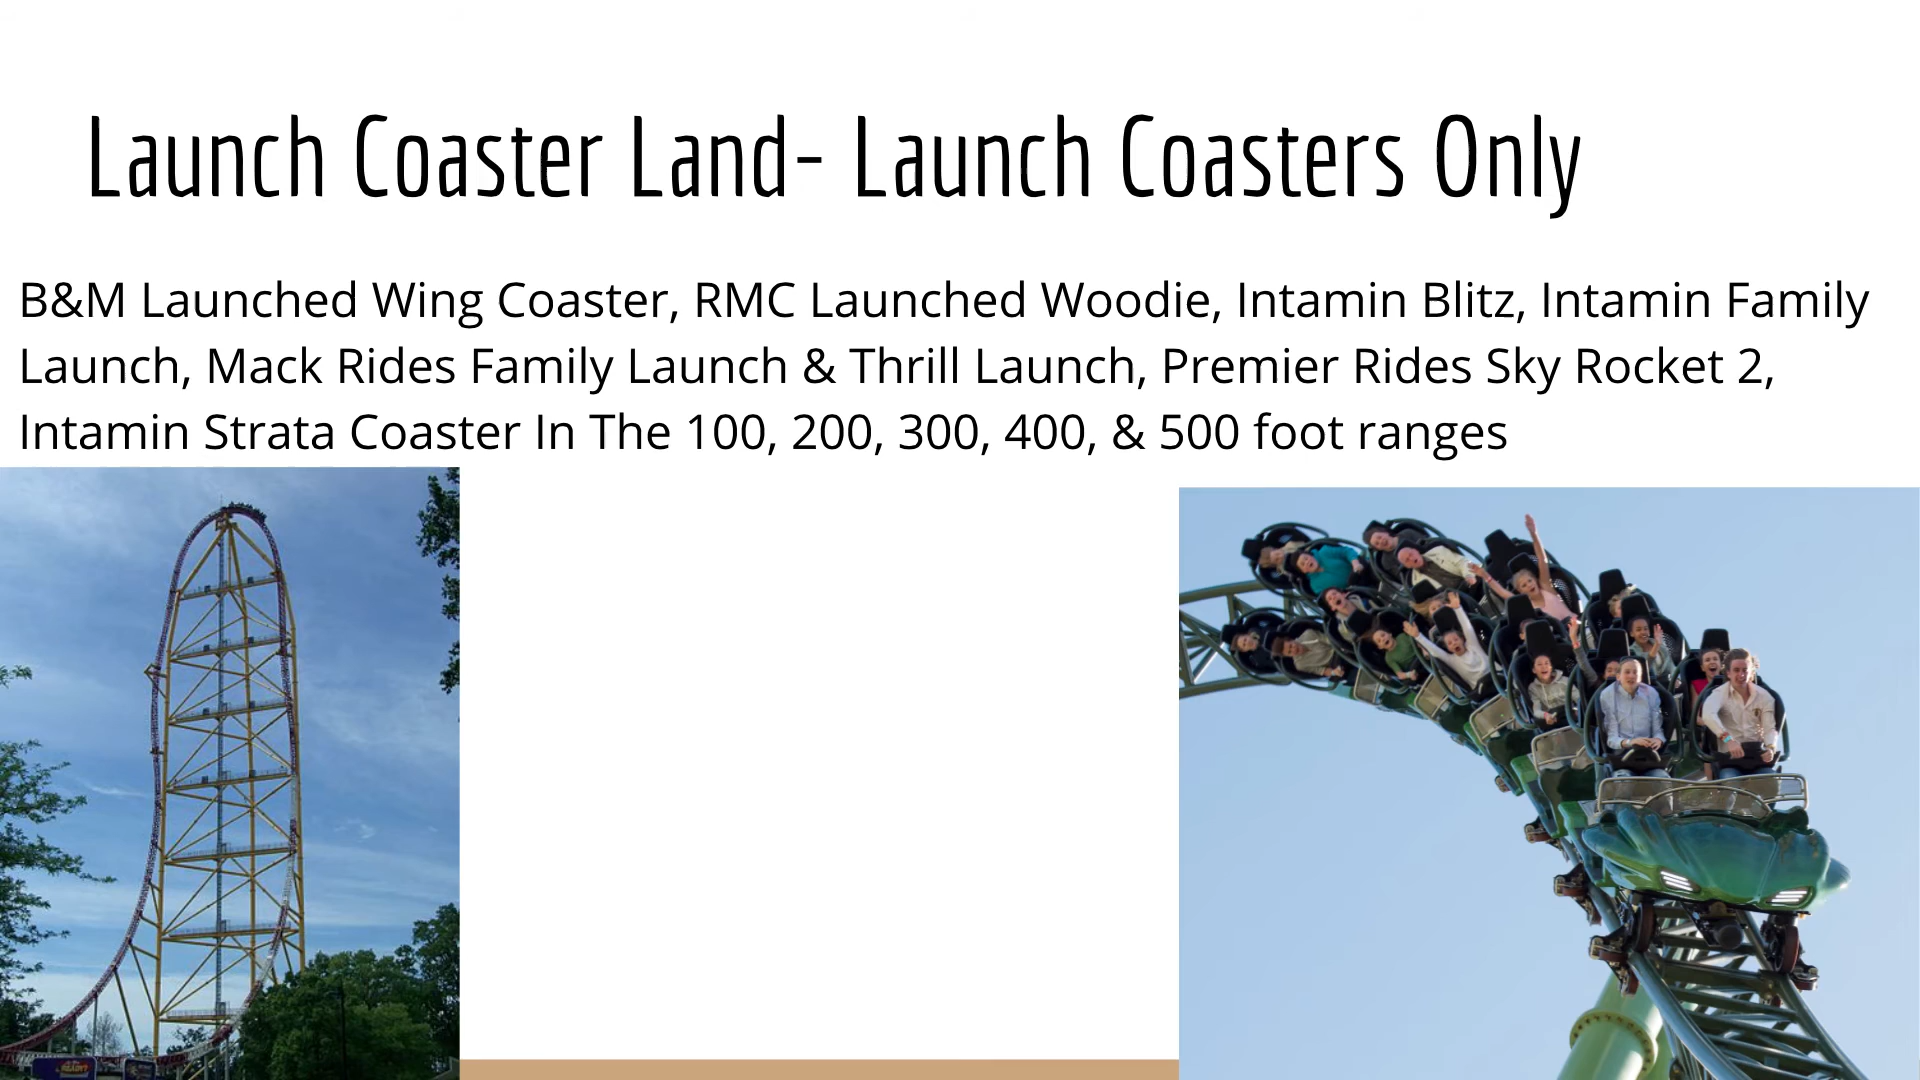 Launch Coaster Land- Launch Coasters Only
B&M Launched Wing Coaster, RMC Launched Woodie, Intamin Blitz, Intamin Family
Launch, Mack Rides Family Launch & Thrill Launch, Premier Rides Sky Rocket 2,
Intamin Strata Coaster In The 100, 200, 300, 400, & 500 foot ranges
READY?